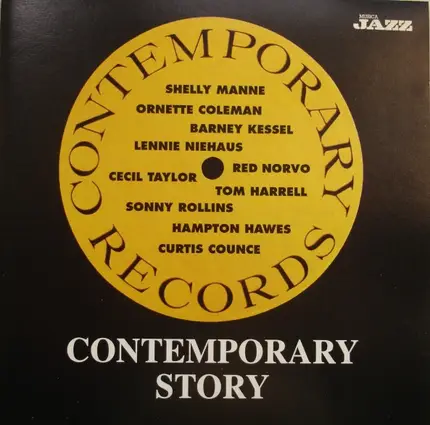 MUSICA
JAZZ
CONTEMPORARY
SHELLY MANNE
ORNETTE COLEMAN
BARNEY KESSEL
LENNIE NIEHAUS
RED NORVO
CECIL TAYLOR
TOM HARRELL
SONNY ROLLINS
HAMPTON HAWES
CURTIS COUNCE
RECORDS
CONTEMPORARY
STORY